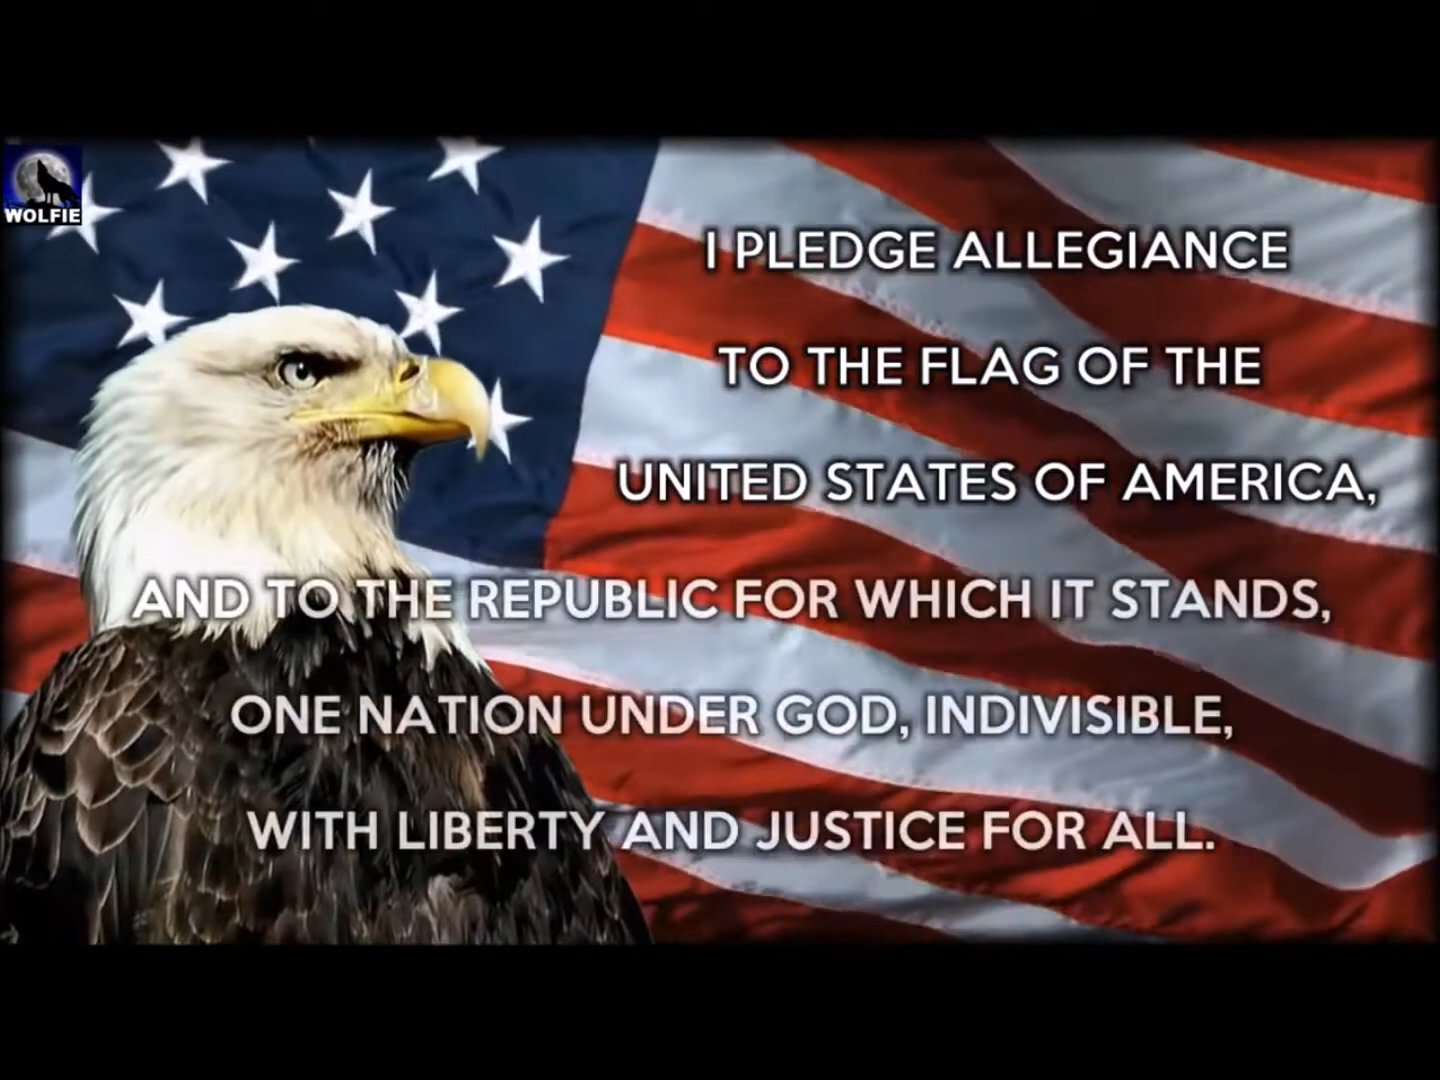 WOLFIE
I PLEDGE ALLEGIANCE
TO THE FLAG OF THE
UNITED STATES OF AMERICA,
AND TO THE REPUBLIC FOR WHICH IT STANDS,
ONE NATION UNDER GOD, INDIVISIBLE,
WITH LIBERTY AND JUSTICE FOR ALL.